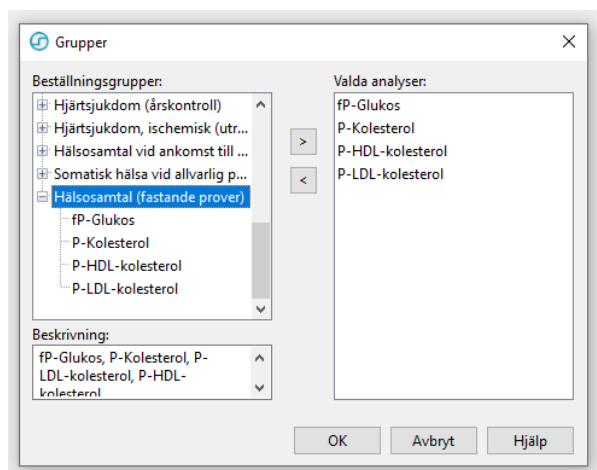 Grupper
Beställningsgrupper:
Hjärtsjukdom (årskontroll)
Hjärtsjukdom, ischemisk (utr...
Hälsosamtal vid ankomst till ...
Somatisk hälsa vid allvarlig p...
Hälsosamtal (fastande prover)
fP-Glukos
P-Kolesterol
P-HDL-kolesterol
P-LDL-kolesterol
Beskrivning:
fP-Glukos, P-Kolesterol, P-
LDL-kolesterol, P-HDL-
kolesterol
>
<
Valda analyser:
fP-Glukos
P-Kolesterol
P-HDL-kolesterol
P-LDL-kolesterol
OK Avbryt Hjälp